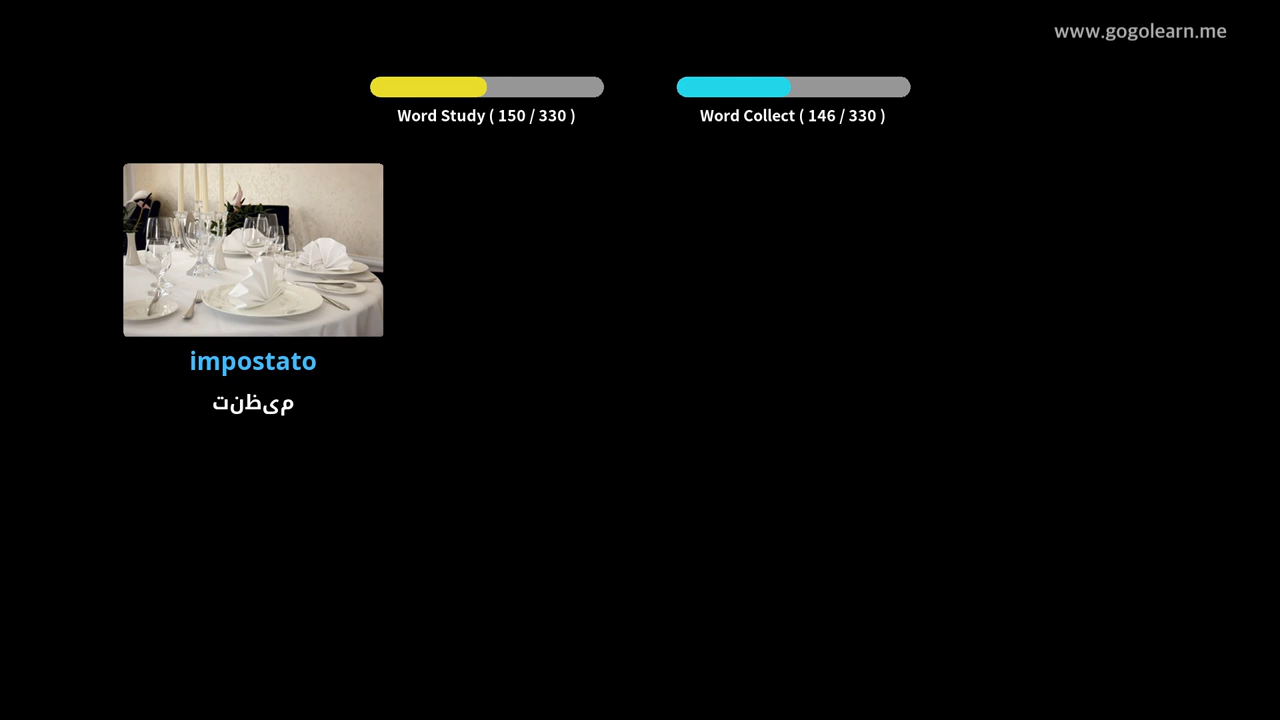 www.gogolearn.me
Word Study ( 150 / 330 )
Word Collect ( 146 / 330 )
impostato
تنظیم